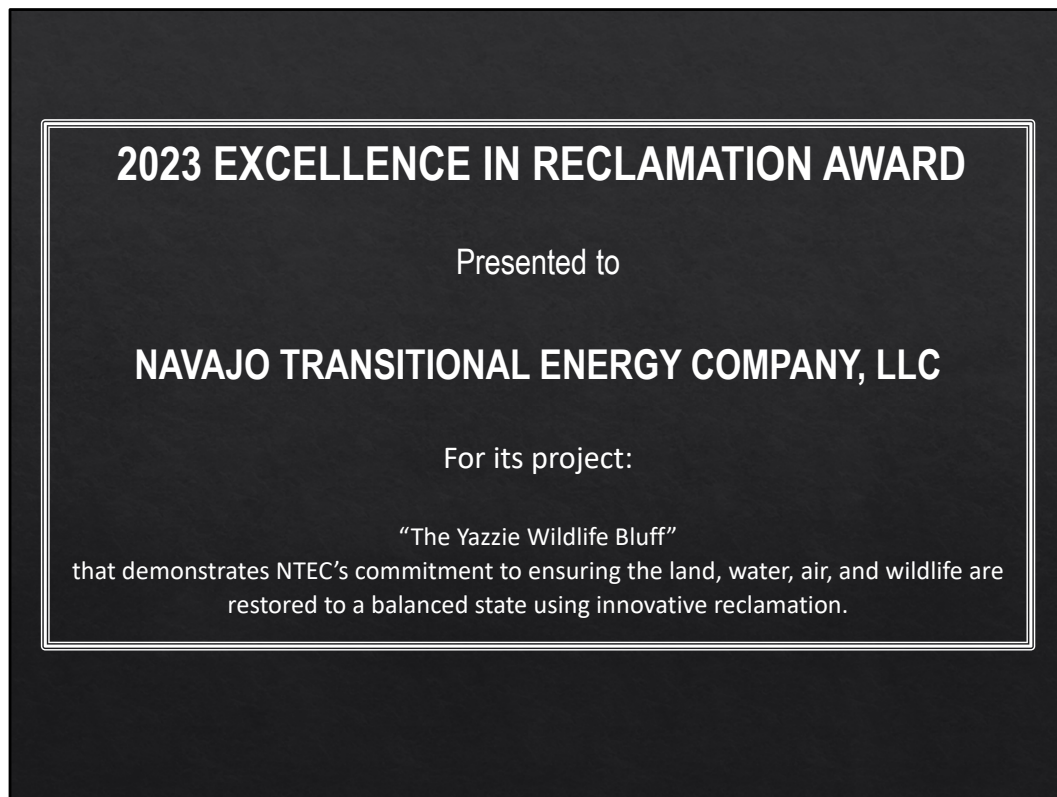 2023 EXCELLENCE IN RECLAMATION AWARD
Presented to
NAVAJO TRANSITIONAL ENERGY COMPANY, LLC
For its project:
“The Yazzie Wildlife Bluff”
that demonstrates NTEC’s commitment to ensuring the land, water, air, and wildlife are
restored to a balanced state using innovative reclamation.